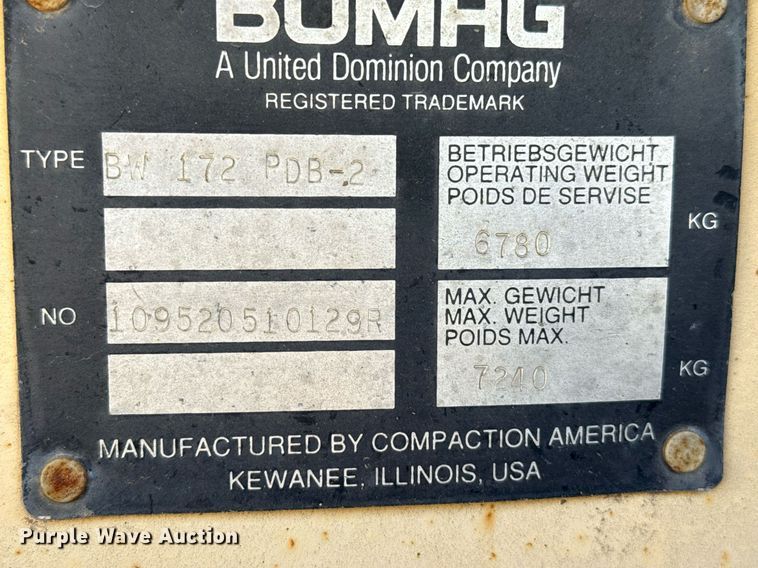 BOMAG
A United Dominion Company
REGISTERED TRADEMARK
TYPE BW 172 PDB-2
BETRIEBSGEWICHT
OPERATING WEIGHT
POIDS DE SERVISE
6780 KG
NO 109520510129R
MAX. GEWICHT
MAX. WEIGHT
POIDS MAX.
7240 KG
MANUFACTURED BY COMPACTION AMERICA
KEWANEE, ILLINOIS, USA
Purple Wave Auction